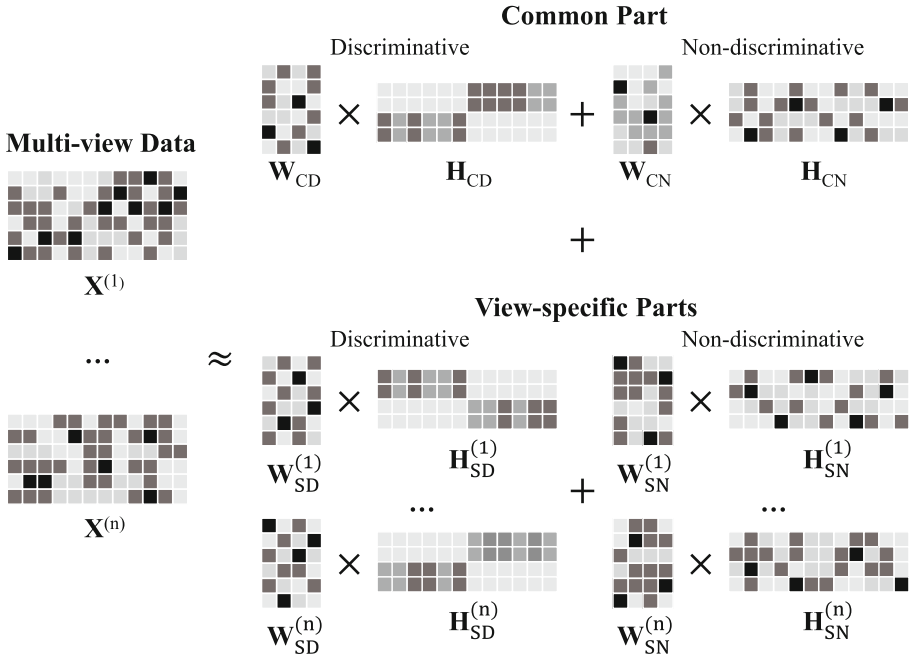 Common Part
Discriminative
Non-discriminative
× + ×
W_CD H_CD W_CN H_CN
Multi-view Data
X^(1)
+
View-specific Parts
Discriminative
Non-discriminative
... ≈
× ×
W_SD^(1) H_SD^(1) + W_SN^(1) H_SN^(1)
... ...
X^(n)
× ×
W_SD^(n) H_SD^(n) W_SN^(n) H_SN^(n)